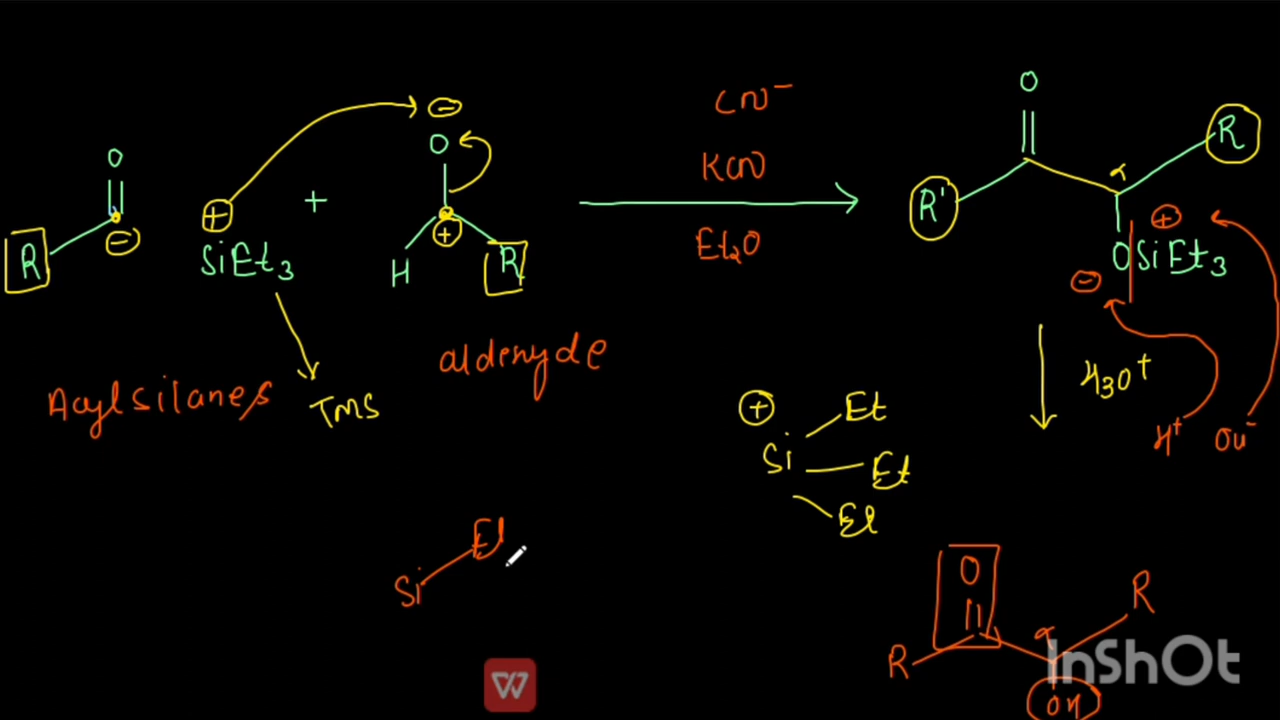 O
R
⊖
⊕
SiEt3
+
⊖
O
⊕
H
R
CN⁻
KCN
Et2O
O
R'
α
R
⊕
OSiEt3
⊖
Acylsilanes
TMS
aldehyde
H3O⁺
H⁺
OH⁻
⊕
Si
Et
Et
Et
Si
Et
O
R
α
R
OH
InShOt
W